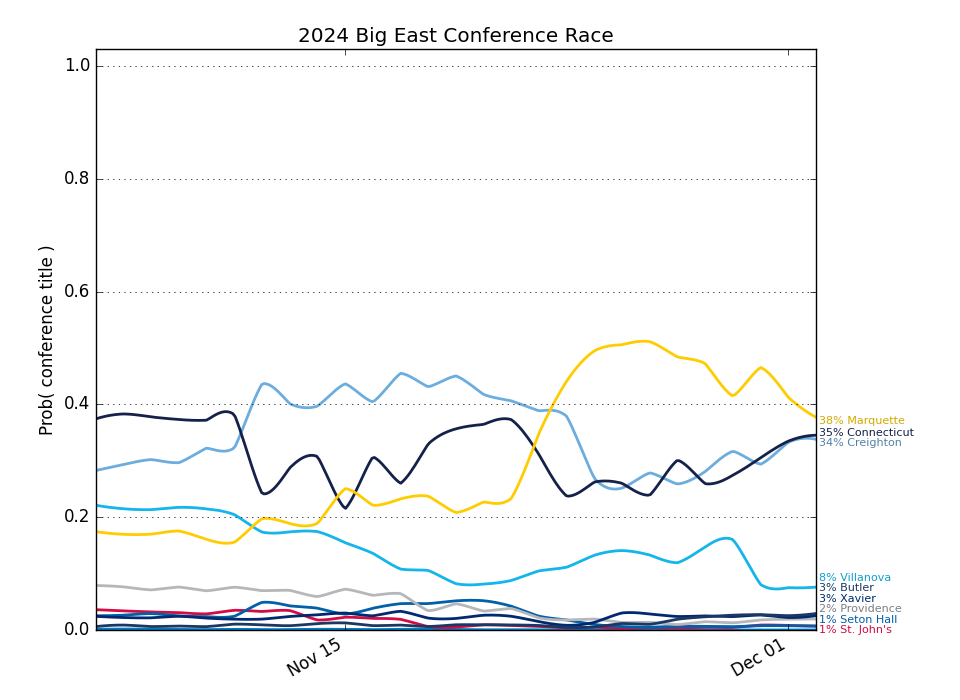 2024 Big East Conference Race
Prob( conference title )
1.0
0.8
0.6
0.4
0.2
0.0
Nov 15
Dec 01
38% Marquette
35% Connecticut
34% Creighton
8% Villanova
3% Butler
3% Xavier
2% Providence
1% Seton Hall
1% St. John's